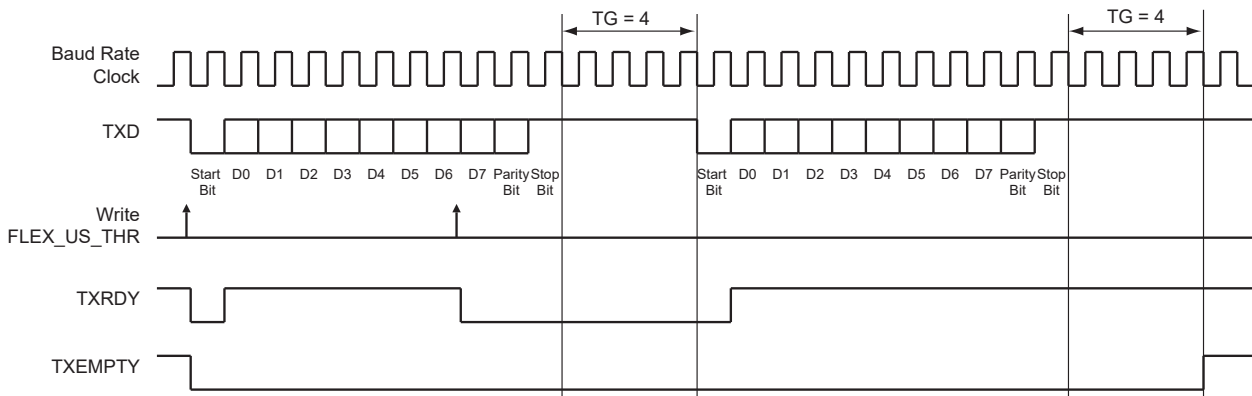 TG = 4
TG = 4
Baud Rate
Clock
TXD
Start
Bit
D0
D1
D2
D3
D4
D5
D6
D7
Parity
Bit
Stop
Bit
Start
Bit
D0
D1
D2
D3
D4
D5
D6
D7
Parity
Bit
Stop
Bit
Write
FLEX_US_THR
TXRDY
TXEMPTY